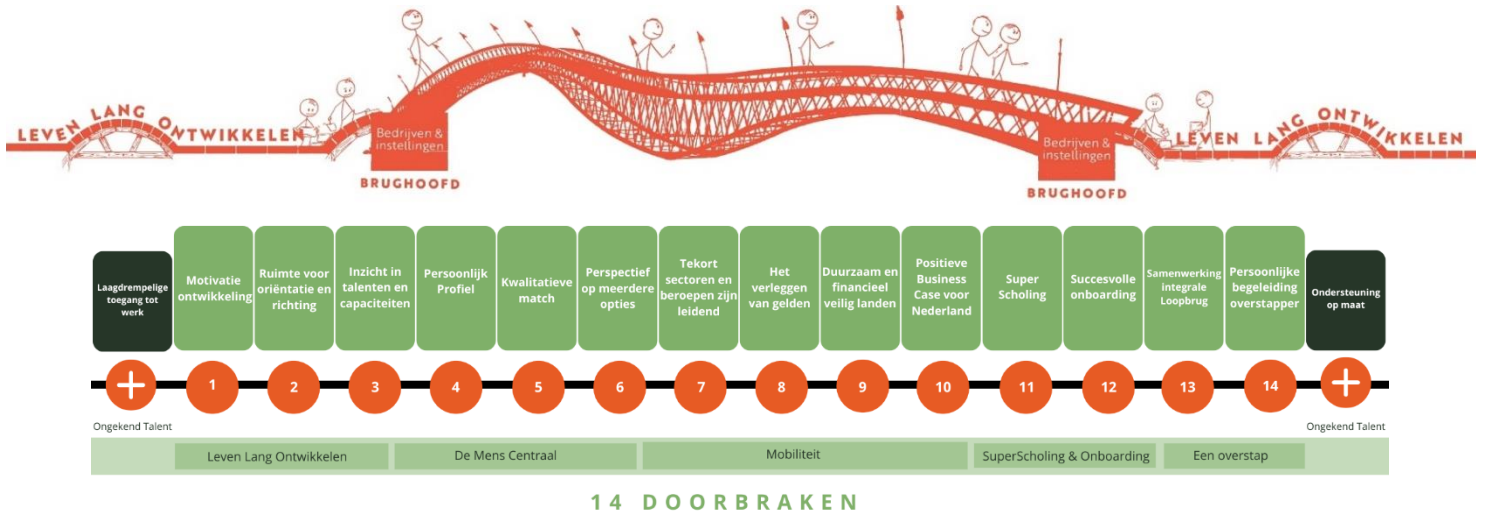 LEVEN LANG ONTWIKKELEN
Bedrijven &
instellingen
BRUGHOOFD
Bedrijven &
instellingen
BRUGHOOFD
LEVEN LANG ONTWIKKELEN
Laagdrempelige
toegang tot
werk
Motivatie
ontwikkeling
Ruimte voor
oriëntatie en
richting
Inzicht in
talenten en
capaciteiten
Persoonlijk
Profiel
Kwalitatieve
match
Perspectief
op meerdere
opties
Tekort
sectoren en
beroepen zijn
leidend
Het
verleggen
van gelden
Duurzaam en
financieel
veilig landen
Positieve
Business
Case voor
Nederland
Super
Scholing
Succesvolle
onboarding
Samenwerking
integrale
Loopbrug
Persoonlijke
begeleiding
overstapper
Ondersteuning
op maat
+ 1 2 3 4 5 6 7 8 9 10 11 12 13 14 +
Ongekend Talent
Ongekend Talent
Leven Lang Ontwikkelen
De Mens Centraal
Mobiliteit
SuperScholing & Onboarding
Een overstap
14 DOORBRAKEN